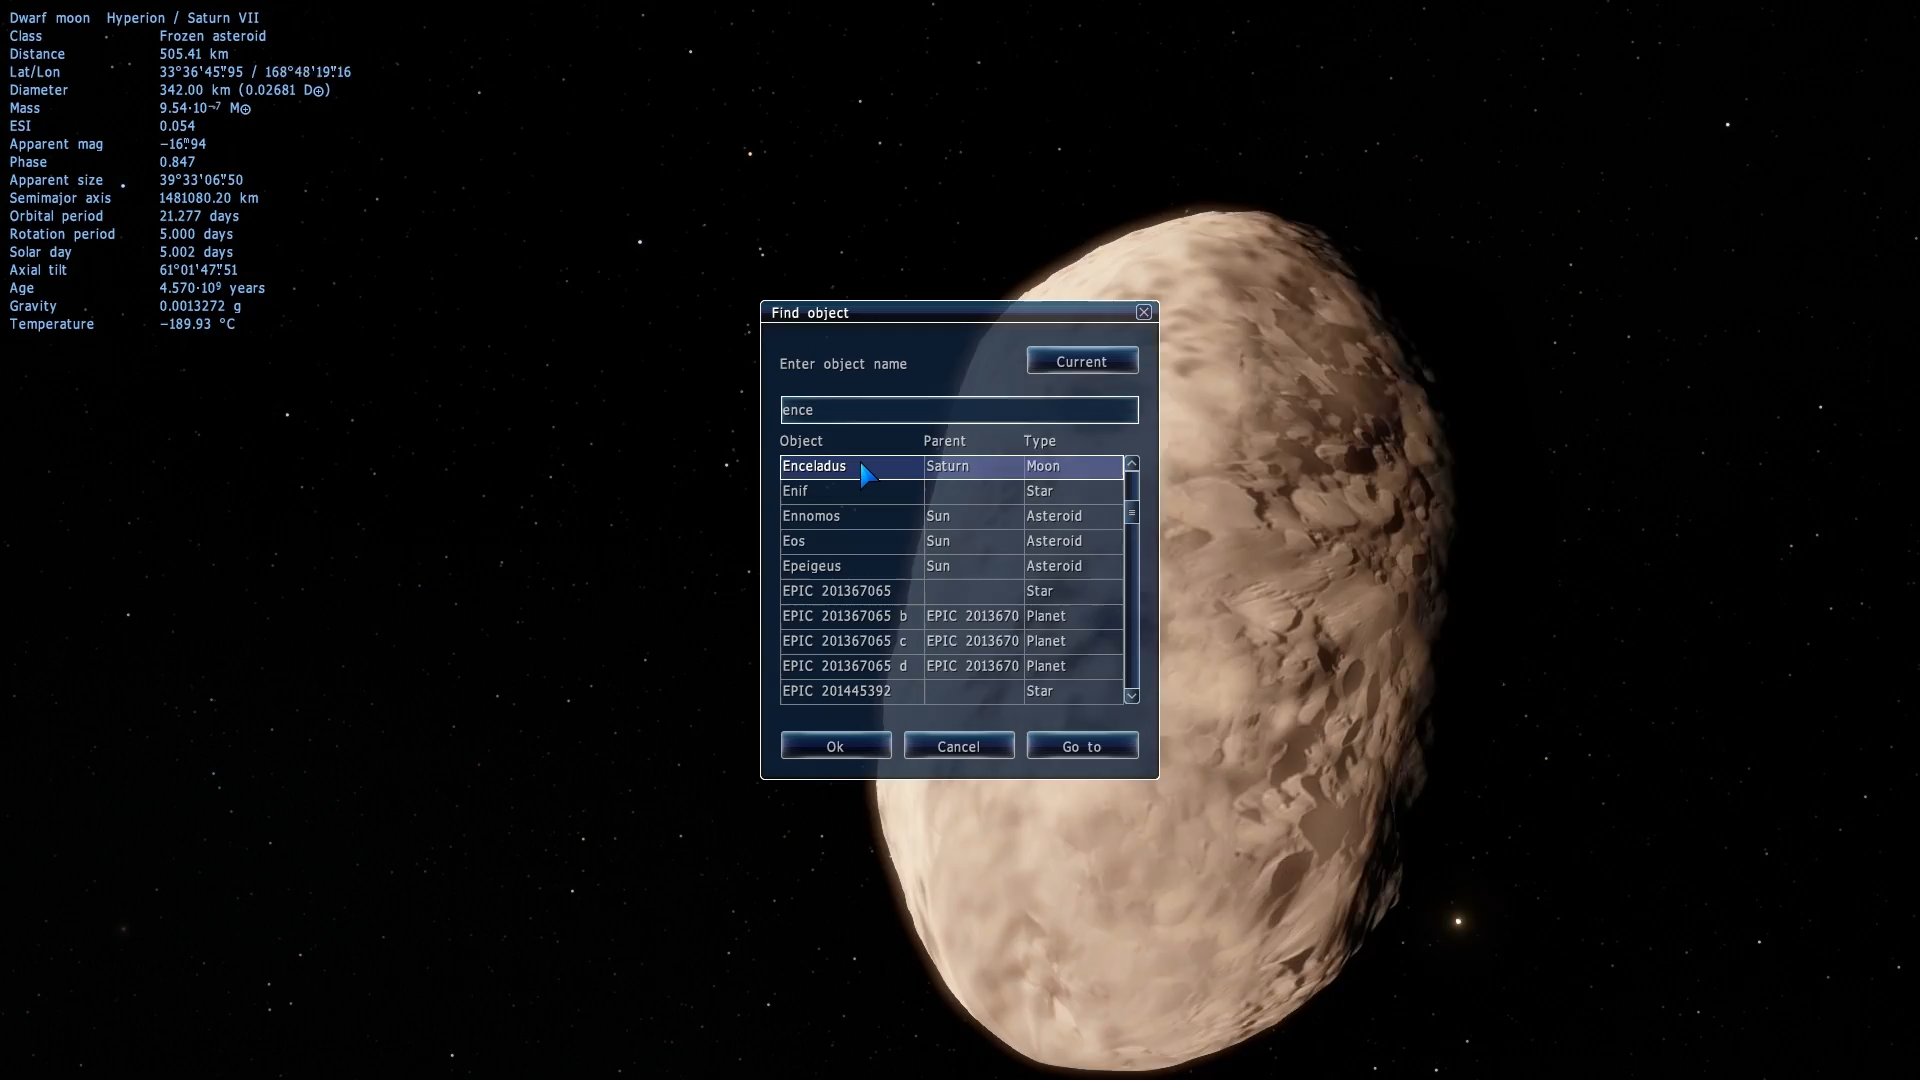 Dwarf moon Hyperion / Saturn VII
Class Frozen asteroid
Distance 505.41 km
Lat/Lon 33°36'45"95 / 168°48'19"16
Diameter 342.00 km (0.02681 D⊕)
Mass 9.54·10⁻⁷ M⊕
ESI 0.054
Apparent mag −16ᵐ94
Phase 0.847
Apparent size 39°33'06"50
Semimajor axis 1481080.20 km
Orbital period 21.277 days
Rotation period 5.000 days
Solar day 5.002 days
Axial tilt 61°01'47"51
Age 4.570·10⁹ years
Gravity 0.0013272 g
Temperature −189.93 °C
Find object
Enter object name Current
ence
Object Parent Type
Enceladus Saturn Moon
Enif Star
Ennomos Sun Asteroid
Eos Sun Asteroid
Epeigeus Sun Asteroid
EPIC 201367065 Star
EPIC 201367065 b EPIC 2013670 Planet
EPIC 201367065 c EPIC 2013670 Planet
EPIC 201367065 d EPIC 2013670 Planet
EPIC 201445392 Star
Ok Cancel Go to